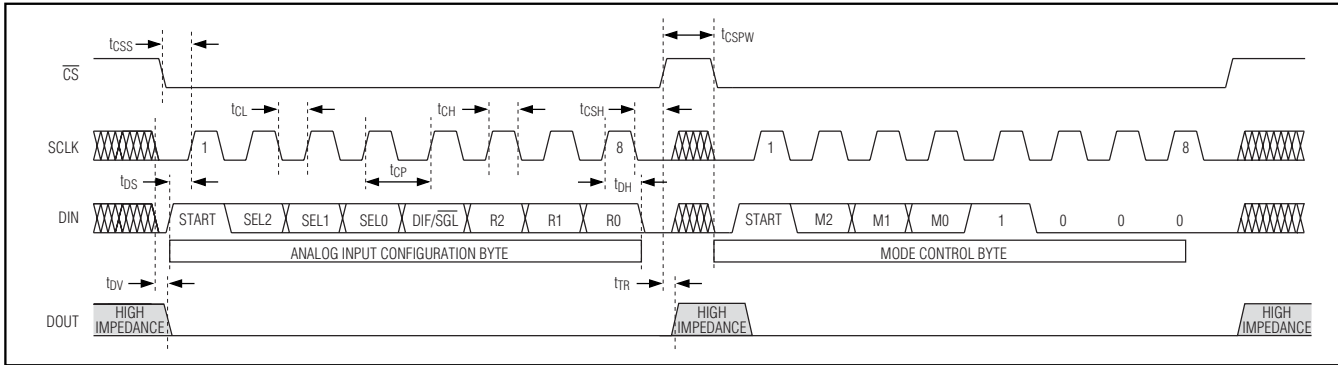 tCSS
tCSPW
CS
tCL
tCH
tCSH
SCLK
1
8
1
8
tDS
tCP
tDH
DIN
START SEL2 SEL1 SEL0 DIF/SGL R2 R1 R0
START M2 M1 M0 1 0 0 0
ANALOG INPUT CONFIGURATION BYTE
MODE CONTROL BYTE
tDV
tTR
DOUT
HIGH
IMPEDANCE
HIGH
IMPEDANCE
HIGH
IMPEDANCE